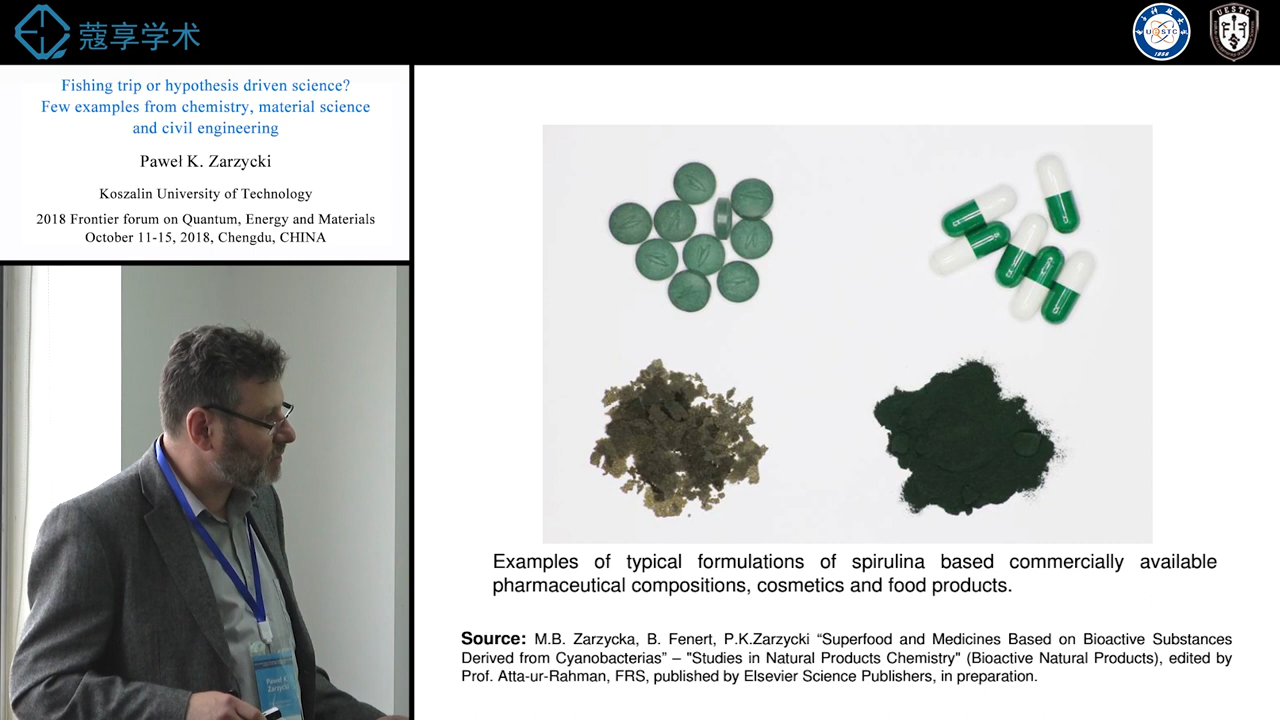 蔻享学术
UESTC
1956
UESTC
Fishing trip or hypothesis driven science?
Few examples from chemistry, material science
and civil engineering
Paweł K. Zarzycki
Koszalin University of Technology
2018 Frontier forum on Quantum, Energy and Materials
October 11-15, 2018, Chengdu, CHINA
Paweł K.
Zarzycki
Examples of typical formulations of spirulina based commercially available
pharmaceutical compositions, cosmetics and food products.
Source: M.B. Zarzycka, B. Fenert, P.K.Zarzycki “Superfood and Medicines Based on Bioactive Substances
Derived from Cyanobacterias” – "Studies in Natural Products Chemistry" (Bioactive Natural Products), edited by
Prof. Atta-ur-Rahman, FRS, published by Elsevier Science Publishers, in preparation.